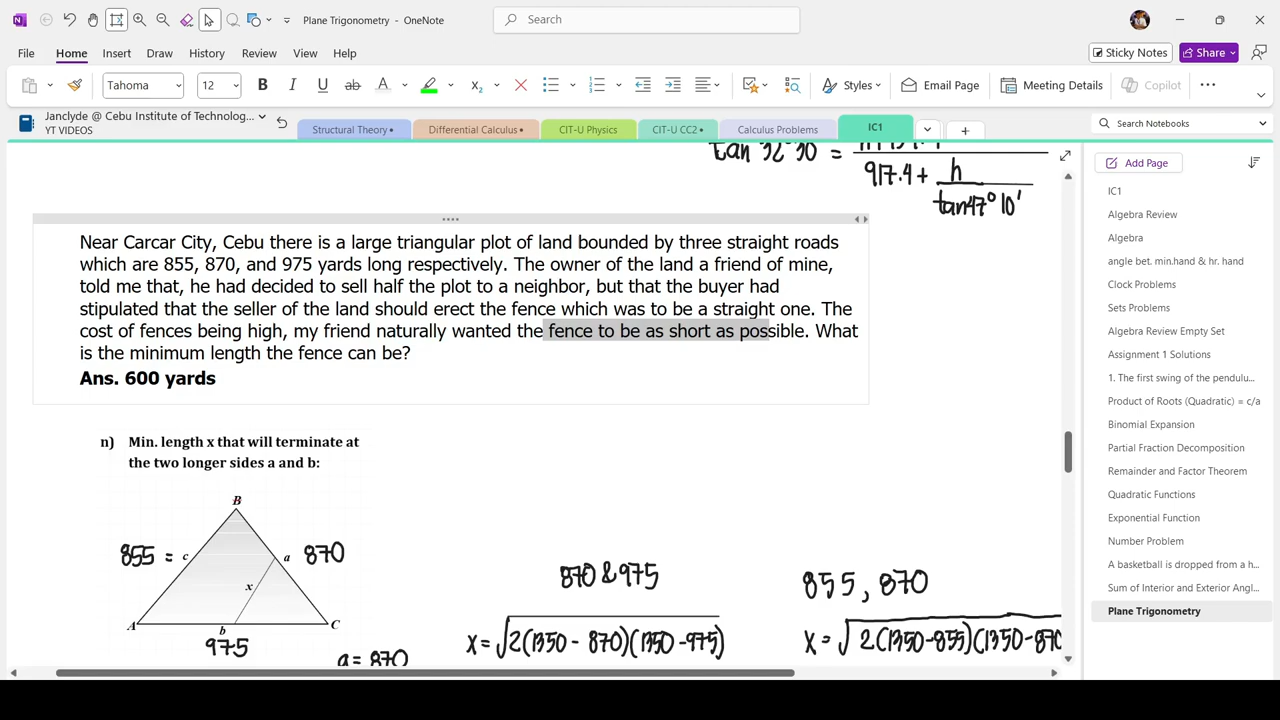 Plane Trigonometry - OneNote
Search
File Home Insert Draw History Review View Help
Sticky Notes
Share
Tahoma 12 B I U ab A x₂ Styles Email Page Meeting Details Copilot
Janclyde @ Cebu Institute of Technolog...
YT VIDEOS
Structural Theory • Differential Calculus • CIT-U Physics CIT-U CC2 • Calculus Problems IC1
Search Notebooks
Add Page
IC1
Algebra Review
Algebra
angle bet. min.hand & hr. hand
Clock Problems
Sets Problems
Algebra Review Empty Set
Assignment 1 Solutions
1. The first swing of the pendulu...
Product of Roots (Quadratic) = c/a
Binomial Expansion
Partial Fraction Decomposition
Remainder and Factor Theorem
Quadratic Functions
Exponential Function
Number Problem
A basketball is dropped from a h...
Sum of Interior and Exterior Angl...
Plane Trigonometry
tan 32°30 =
917.4 + h
tan47°10'
Near Carcar City, Cebu there is a large triangular plot of land bounded by three straight roads
which are 855, 870, and 975 yards long respectively. The owner of the land a friend of mine,
told me that, he had decided to sell half the plot to a neighbor, but that the buyer had
stipulated that the seller of the land should erect the fence which was to be a straight one. The
cost of fences being high, my friend naturally wanted the fence to be as short as possible. What
is the minimum length the fence can be?
Ans. 600 yards
n) Min. length x that will terminate at
the two longer sides a and b:
B
855 = c a 870
x
A b C
975
a = 870
870 & 975
x = √2(1350 - 870)(1350 - 975)
855, 870
x = √2(1350-855)(1350-870